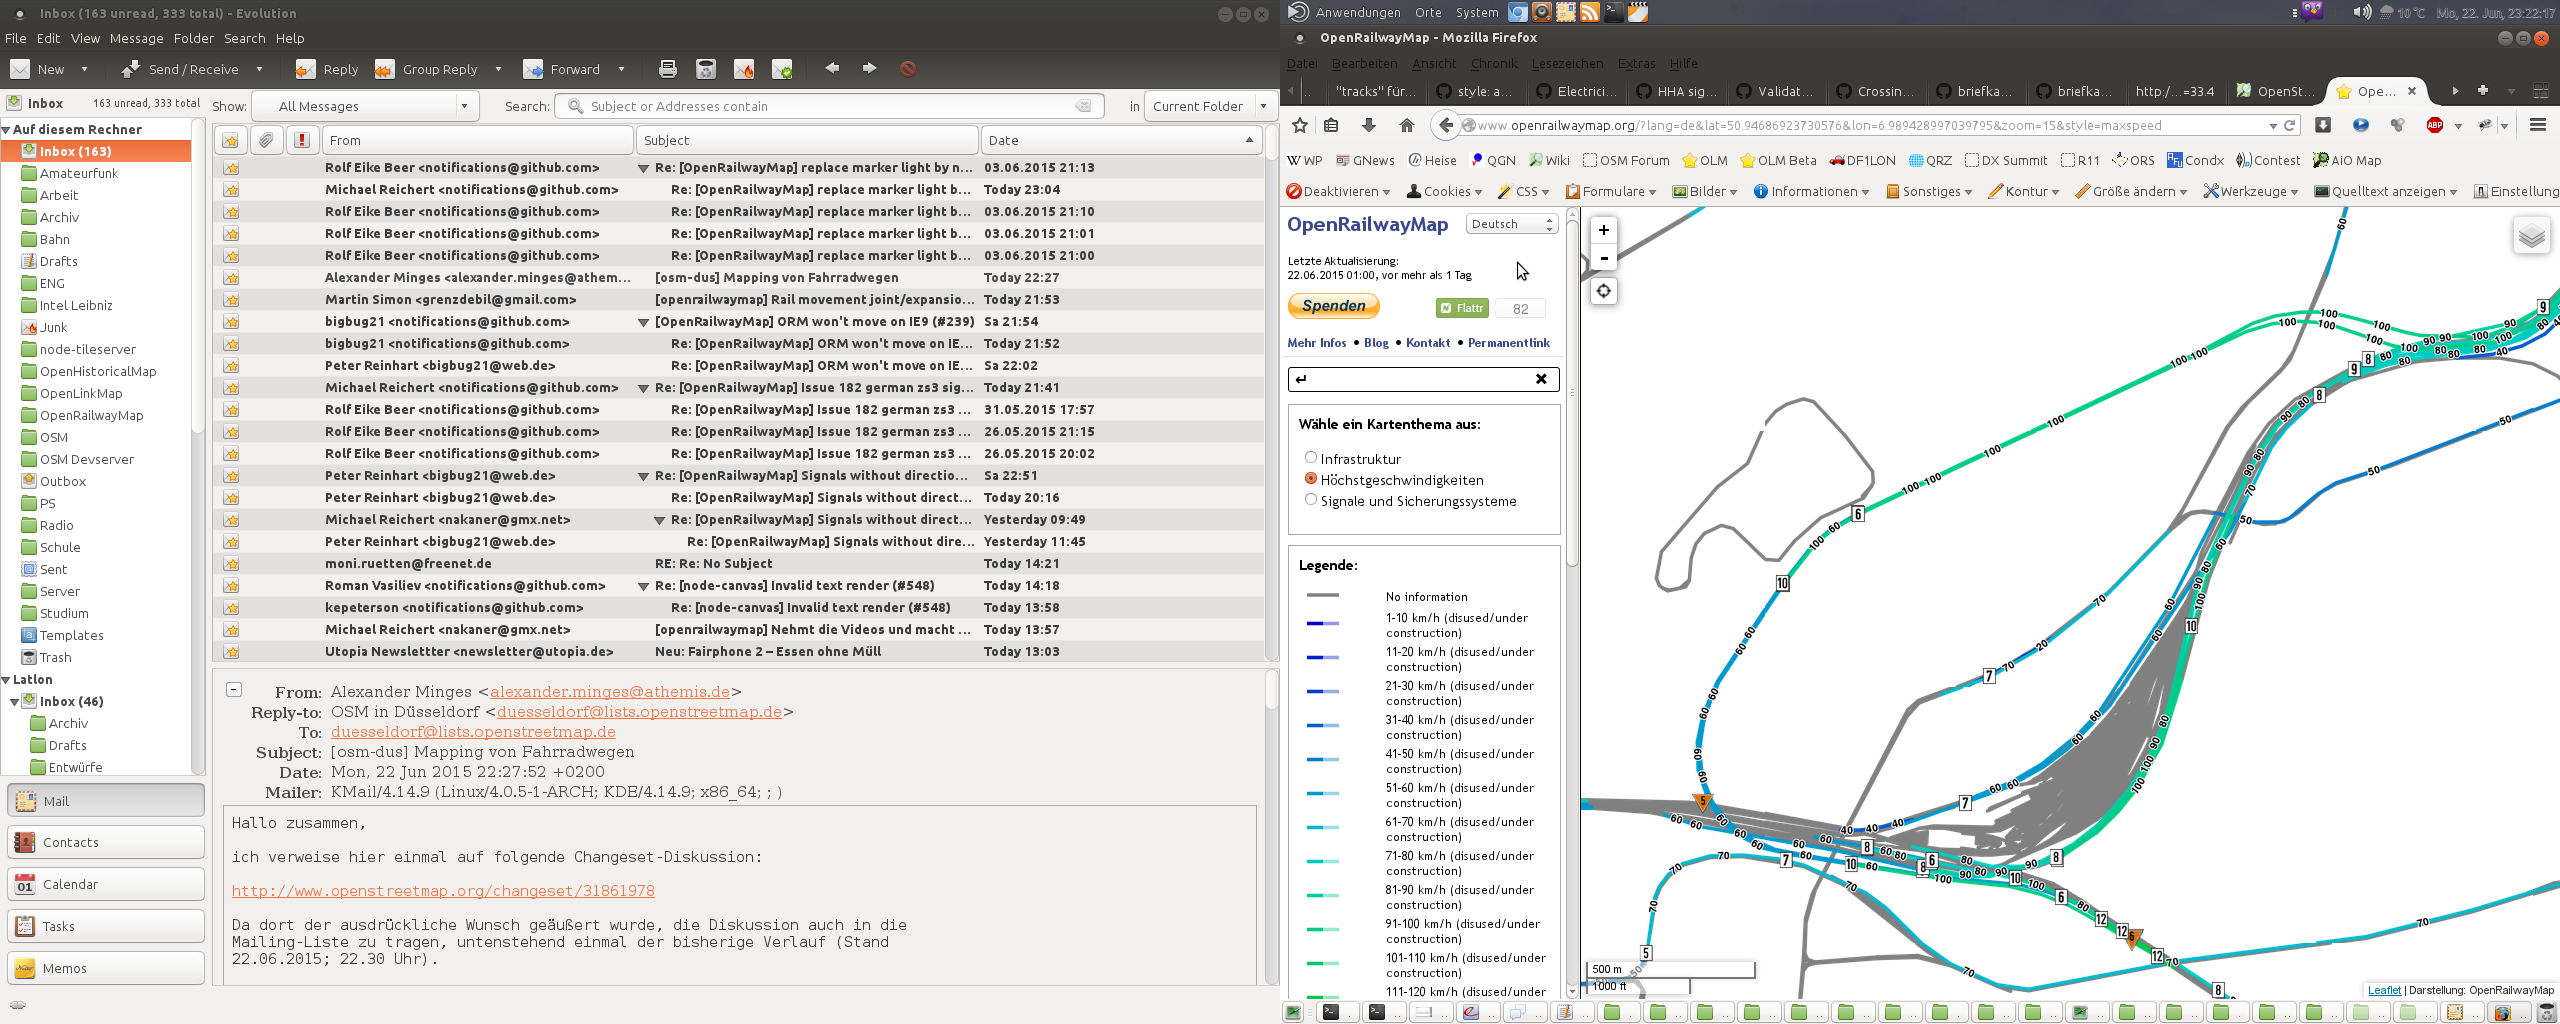 Inbox (163 unread, 333 total) - Evolution
File Edit View Message Folder Search Help
New Send / Receive Reply Group Reply Forward
Inbox 163 unread, 333 total Show: All Messages Search: Subject or Addresses contain in Current Folder
Auf diesem Rechner
Inbox (163)
Amateurfunk
Arbeit
Archiv
Bahn
Drafts
ENG
Intel Leibniz
Junk
node-tileserver
OpenHistoricalMap
OpenLinkMap
OpenRailwayMap
OSM
OSM Devserver
Outbox
PS
Radio
Schule
Sent
Server
Studium
Templates
Trash
Latlon
Inbox (46)
Archiv
Drafts
Entwürfe
Mail
Contacts
Calendar
Tasks
Memos
From Subject Date
Rolf Eike Beer <notifications@github.com> Re: [OpenRailwayMap] replace marker light by n... 03.06.2015 21:13
Michael Reichert <notifications@github.com> Re: [OpenRailwayMap] replace marker light b... Today 23:04
Rolf Eike Beer <notifications@github.com> Re: [OpenRailwayMap] replace marker light b... 03.06.2015 21:10
Rolf Eike Beer <notifications@github.com> Re: [OpenRailwayMap] replace marker light b... 03.06.2015 21:01
Rolf Eike Beer <notifications@github.com> Re: [OpenRailwayMap] replace marker light b... 03.06.2015 21:00
Alexander Minges <alexander.minges@athem... [osm-dus] Mapping von Fahrradwegen Today 22:27
Martin Simon <grenzdebil@gmail.com> [openrailwaymap] Rail movement joint/expansio... Today 21:53
bigbug21 <notifications@github.com> [OpenRailwayMap] ORM won't move on IE9 (#239) Sa 21:54
bigbug21 <notifications@github.com> Re: [OpenRailwayMap] ORM won't move on IE... Today 21:52
Peter Reinhart <bigbug21@web.de> Re: [OpenRailwayMap] ORM won't move on IE... Sa 22:02
Michael Reichert <notifications@github.com> Re: [OpenRailwayMap] Issue 182 german zs3 sig... Today 21:41
Rolf Eike Beer <notifications@github.com> Re: [OpenRailwayMap] Issue 182 german zs3 ... 31.05.2015 17:57
Rolf Eike Beer <notifications@github.com> Re: [OpenRailwayMap] Issue 182 german zs3 ... 26.05.2015 21:15
Rolf Eike Beer <notifications@github.com> Re: [OpenRailwayMap] Issue 182 german zs3 ... 26.05.2015 20:02
Peter Reinhart <bigbug21@web.de> Re: [OpenRailwayMap] Signals without directio... Sa 22:51
Peter Reinhart <bigbug21@web.de> Re: [OpenRailwayMap] Signals without direct... Today 20:16
Michael Reichert <nakaner@gmx.net> Re: [OpenRailwayMap] Signals without direct... Yesterday 09:49
Peter Reinhart <bigbug21@web.de> Re: [OpenRailwayMap] Signals without dire... Yesterday 11:45
moni.ruetten@freenet.de RE: Re: No Subject Today 14:21
Roman Vasiliev <notifications@github.com> Re: [node-canvas] Invalid text render (#548) Today 14:18
kepeterson <notifications@github.com> Re: [node-canvas] Invalid text render (#548) Today 13:58
Michael Reichert <nakaner@gmx.net> [openrailwaymap] Nehmt die Videos und macht ... Today 13:57
Utopia Newslettter <newsletter@utopia.de> Neu: Fairphone 2 – Essen ohne Müll Today 13:03
From: Alexander Minges <alexander.minges@athemis.de>
Reply-to: OSM in Düsseldorf <duesseldorf@lists.openstreetmap.de>
To: duesseldorf@lists.openstreetmap.de
Subject: [osm-dus] Mapping von Fahrradwegen
Date: Mon, 22 Jun 2015 22:27:52 +0200
Mailer: KMail/4.14.9 (Linux/4.0.5-1-ARCH; KDE/4.14.9; x86_64; ; )
Hallo zusammen,
ich verweise hier einmal auf folgende Changeset-Diskussion:
http://www.openstreetmap.org/changeset/31861978
Da dort der ausdrückliche Wunsch geäußert wurde, die Diskussion auch in die
Mailing-Liste zu tragen, untenstehend einmal der bisherige Verlauf (Stand
22.06.2015; 22.30 Uhr).
Anwendungen Orte System 10 °C Mo, 22. Jun, 23:22:17
OpenRailwayMap - Mozilla Firefox
Datei Bearbeiten Ansicht Chronik Lesezeichen Extras Hilfe
"tracks" für... style: a... Electrici... HHA sig... Validat... Crossin... briefka... briefka... http:/...=33.4 OpenSt... Ope...
www.openrailwaymap.org/?lang=de&lat=50.94686923730576&lon=6.989428997039795&zoom=15&style=maxspeed ABP
WP GNews Heise QGN Wiki OSM Forum OLM OLM Beta DF1LON QRZ DX Summit R11 ORS Condx Contest AiO Map
Deaktivieren Cookies CSS Formulare Bilder Informationen Sonstiges Kontur Größe ändern Werkzeuge Quelltext anzeigen Einstellung
OpenRailwayMap Deutsch
Letzte Aktualisierung:
22.06.2015 01:00, vor mehr als 1 Tag
Spenden Flattr 82
Mehr Infos • Blog • Kontakt • Permanentlink
Wähle ein Kartenthema aus:
Infrastruktur
Höchstgeschwindigkeiten
Signale und Sicherungssysteme
Legende:
No information
1-10 km/h (disused/under
construction)
11-20 km/h (disused/under
construction)
21-30 km/h (disused/under
construction)
31-40 km/h (disused/under
construction)
41-50 km/h (disused/under
construction)
51-60 km/h (disused/under
construction)
61-70 km/h (disused/under
construction)
71-80 km/h (disused/under
construction)
81-90 km/h (disused/under
construction)
91-100 km/h (disused/under
construction)
101-110 km/h (disused/under
construction)
111-120 km/h (disused/under
+
-
500 m
1000 ft
Leaflet | Darstellung: OpenRailwayMap